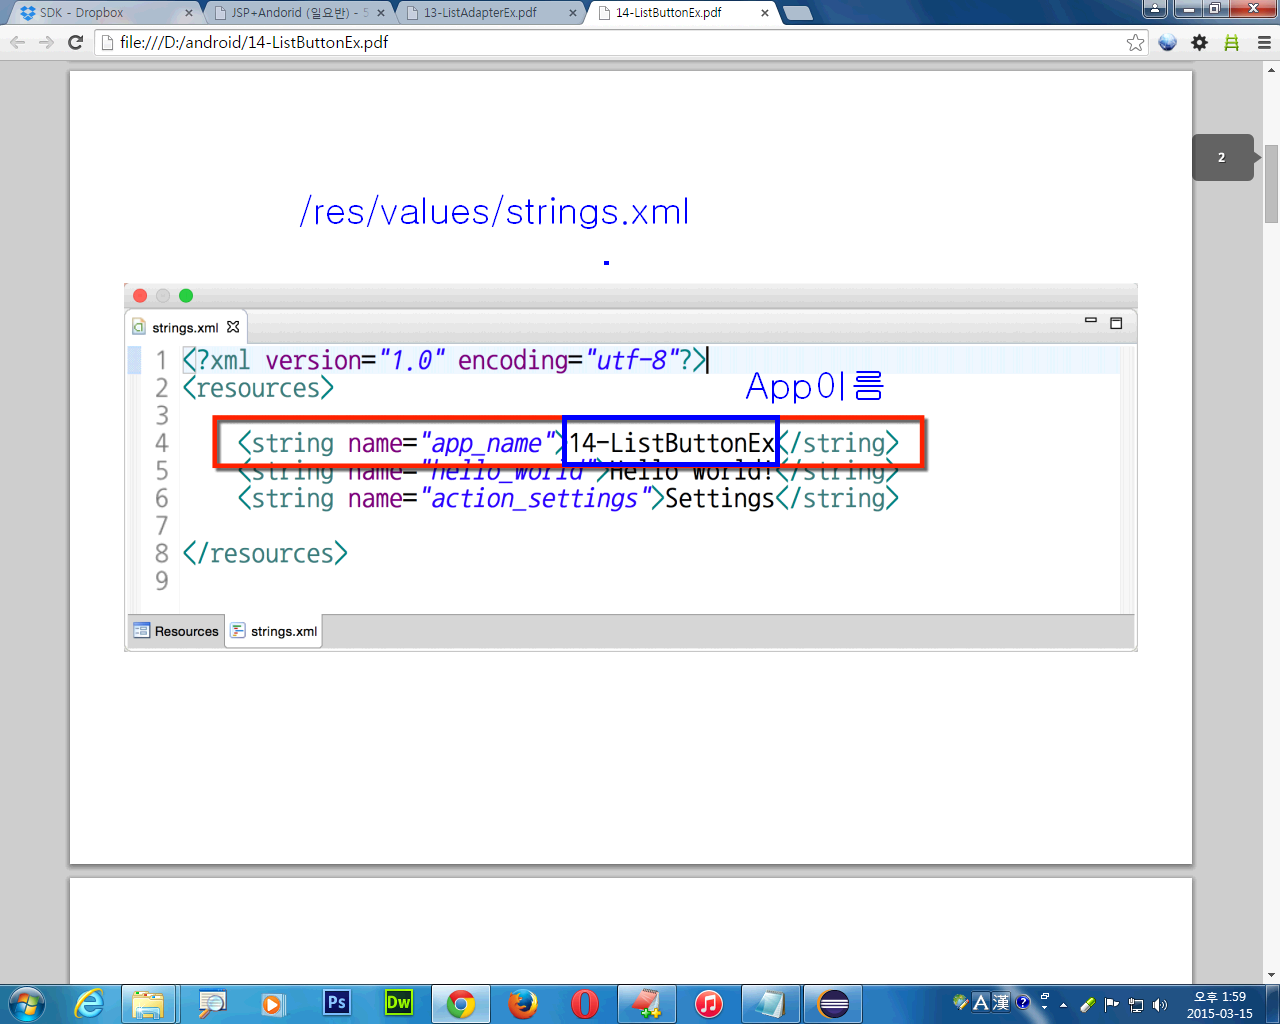 SDK - Dropbox
JSP+Andorid (일요반) - 5
13-ListAdapterEx.pdf
14-ListButtonEx.pdf
file:///D:/android/14-ListButtonEx.pdf
2
/res/values/strings.xml
strings.xml
1 <?xml version="1.0" encoding="utf-8"?>
App이름
2 <resources>
3
4 <string name="app_name">14-ListButtonEx</string>
5 <string name="hello_world">Hello world!</string>
6 <string name="action_settings">Settings</string>
7
8 </resources>
9
Resources
strings.xml
Ps
Dw
A 漢
오후 1:59
2015-03-15